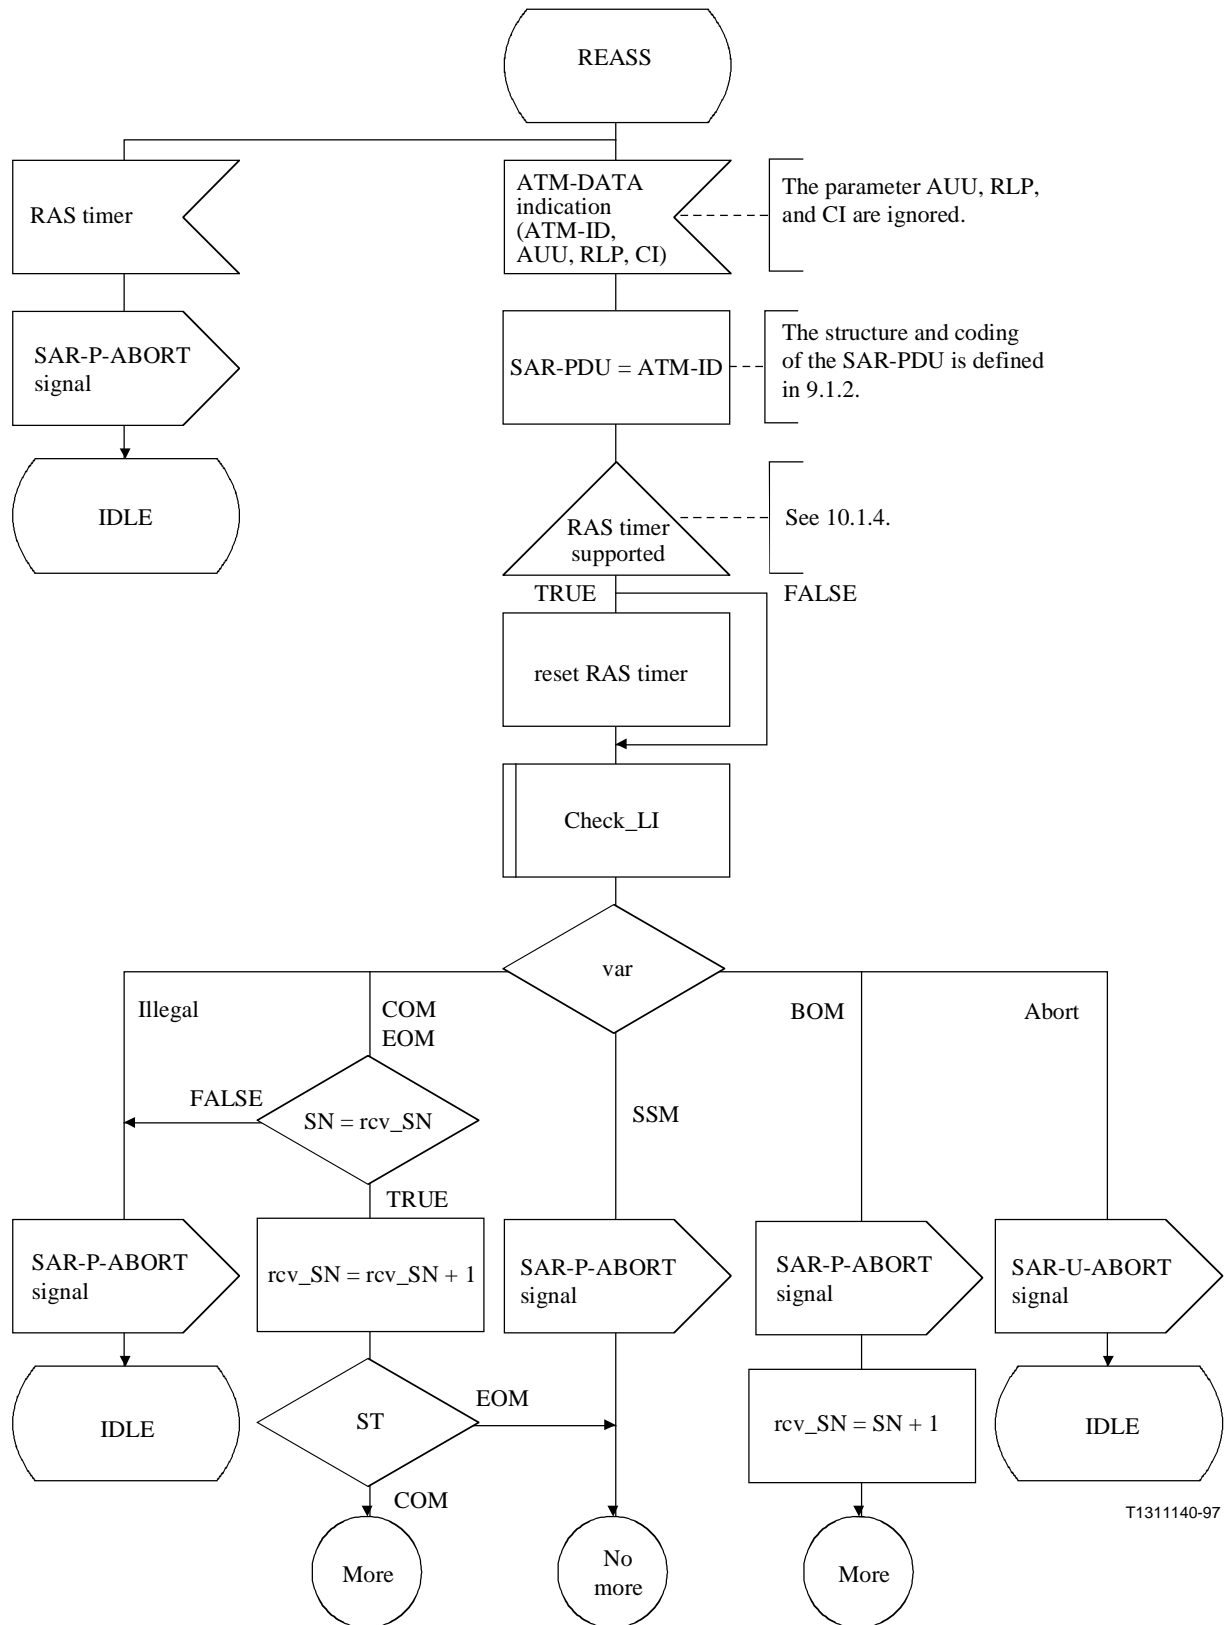 REASS
RAS timer
ATM-DATA
indication
(ATM-ID,
AUU, RLP, CI)
The parameter AUU, RLP,
and CI are ignored.
SAR-P-ABORT
signal
SAR-PDU = ATM-ID
The structure and coding
of the SAR-PDU is defined
in 9.1.2.
IDLE
RAS timer
supported
See 10.1.4.
TRUE
FALSE
reset RAS timer
Check_LI
var
Illegal
COM
EOM
BOM
Abort
FALSE
SN = rcv_SN
SSM
TRUE
SAR-P-ABORT
signal
rcv_SN = rcv_SN + 1
SAR-P-ABORT
signal
SAR-P-ABORT
signal
SAR-U-ABORT
signal
IDLE
ST
EOM
rcv_SN = SN + 1
IDLE
COM
T1311140-97
More
No
more
More